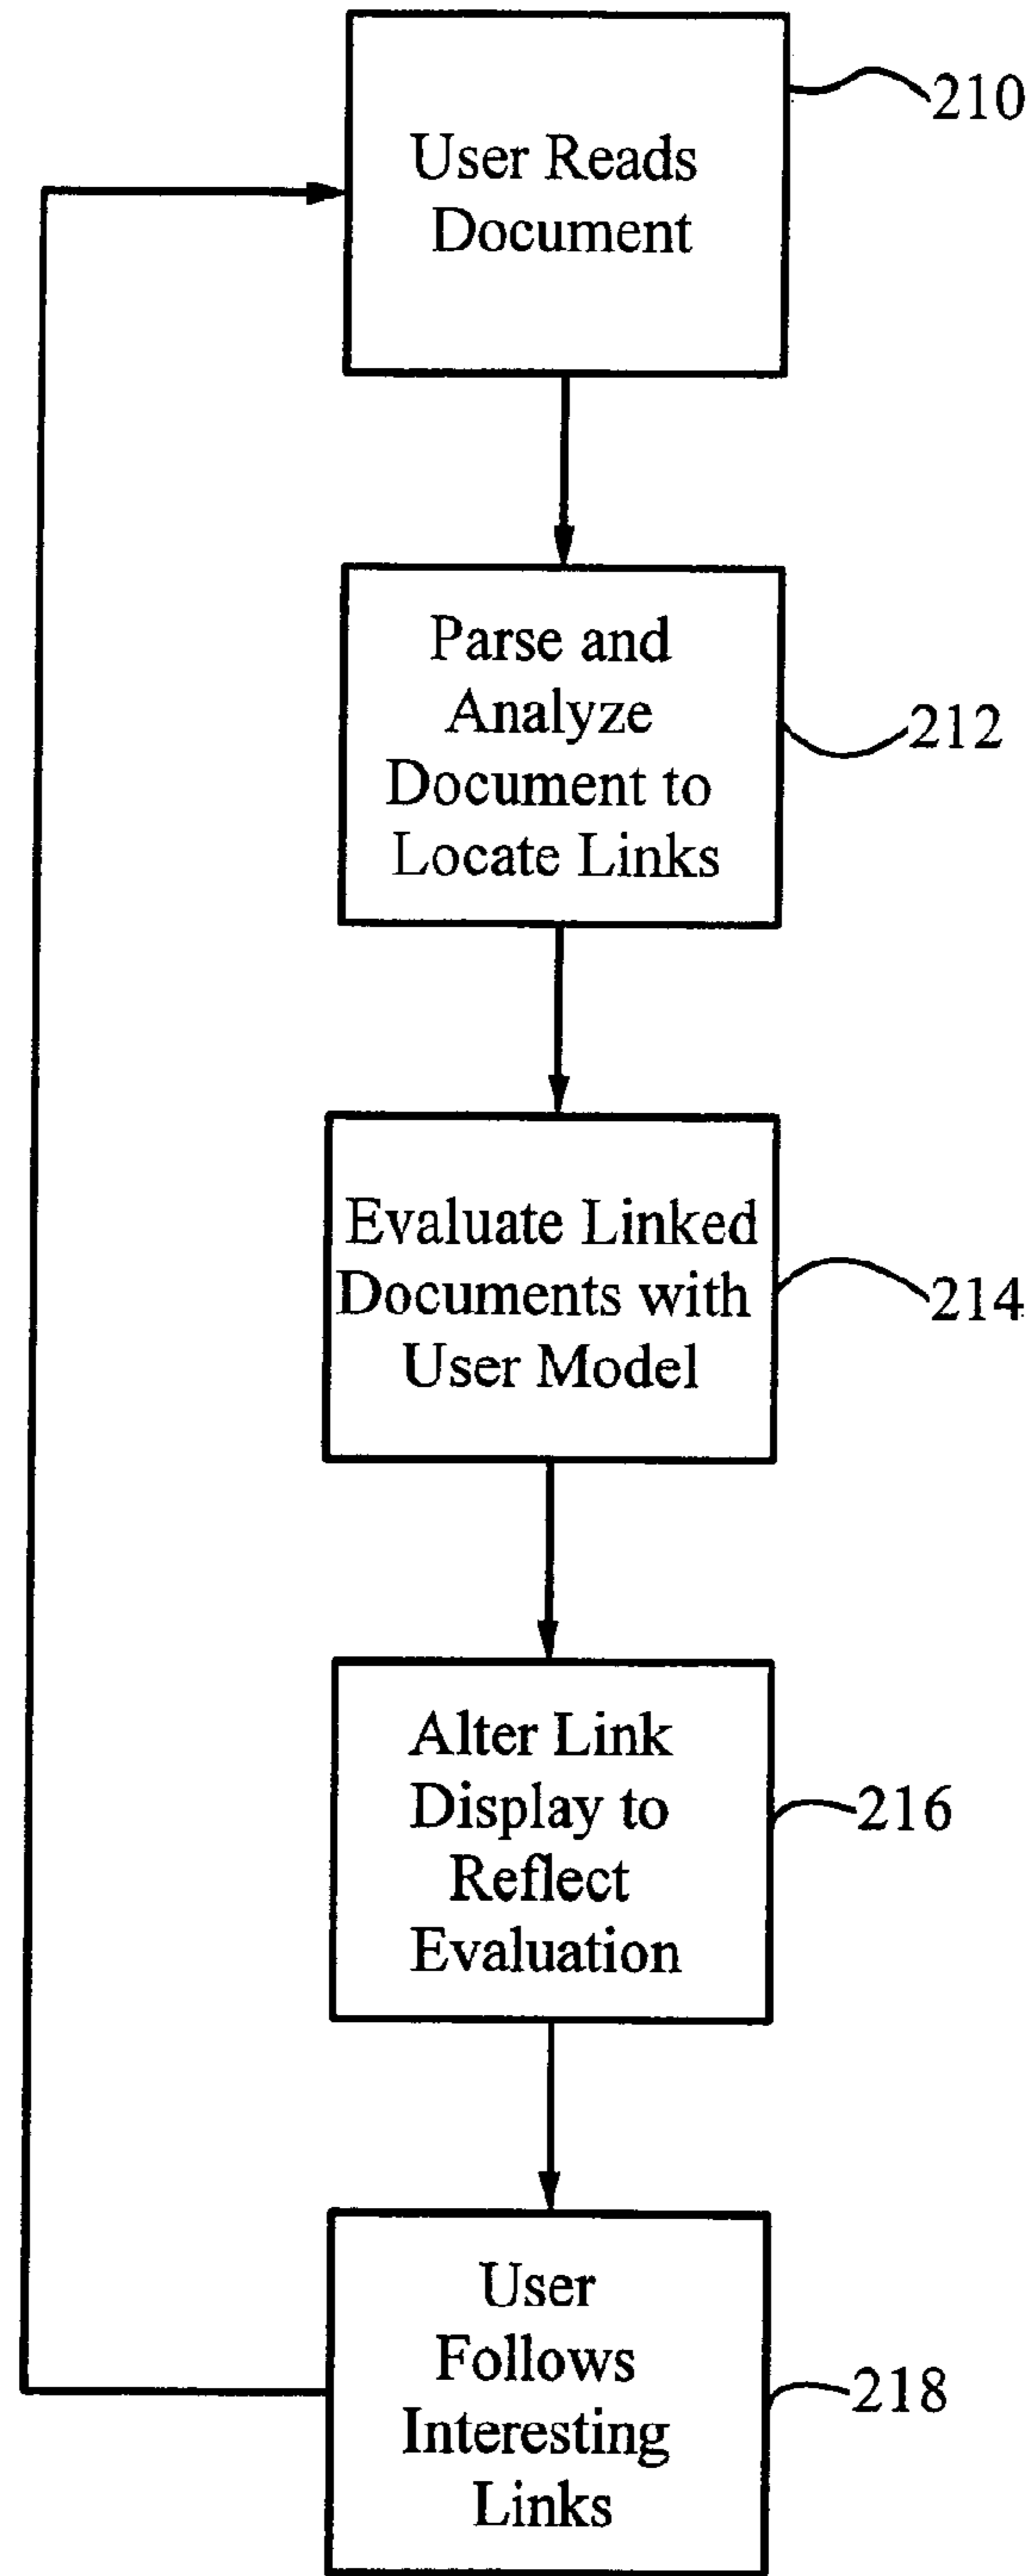 210
User Reads
Document
Parse and
Analyze
Document to
Locate Links
212
Evaluate Linked
Documents with
User Model
214
Alter Link
Display to
Reflect
Evaluation
216
User
Follows
Interesting
Links
218